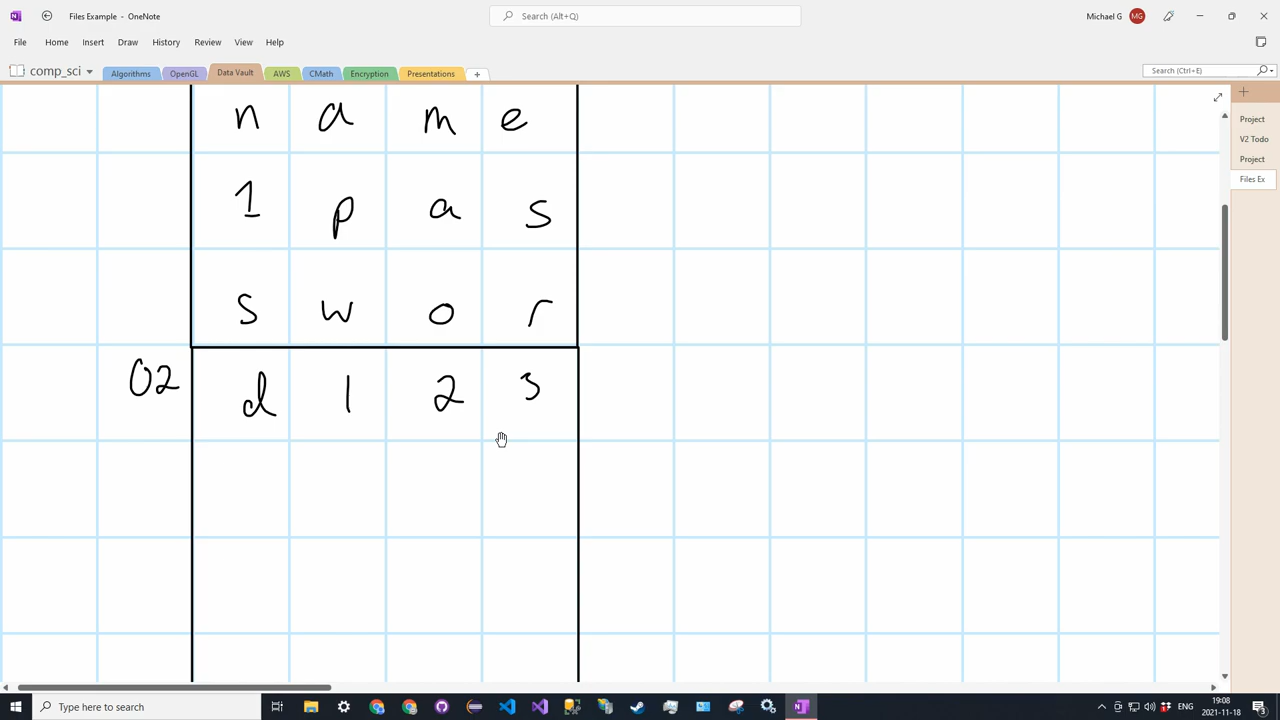 Files Example - OneNote
Search (Alt+Q)
Michael G
MG
File Home Insert Draw History Review View Help
comp_sci
Algorithms OpenGL Data Vault AWS CMath Encryption Presentations
Search (Ctrl+E)
Project
V2 Todo
Project
Files Ex
n a m e
1 p a s
s w o r
02 d 1 2 3
Type here to search
ENG
19:08
2021-11-18